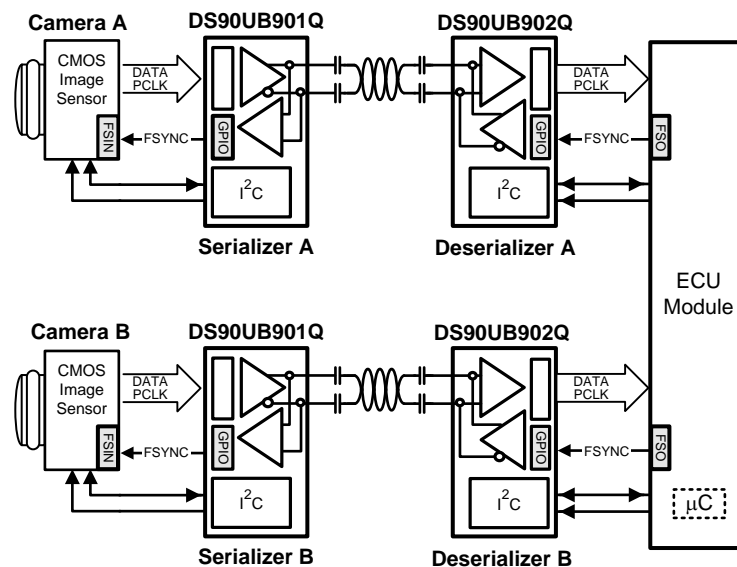 Camera A
DS90UB901Q
DS90UB902Q
CMOS
Image
Sensor
DATA
PCLK
DATA
PCLK
FSIN
FSYNC
GPIO
GPIO
FSYNC
FSO
I²C
I²C
Serializer A
Deserializer A
ECU
Module
Camera B
DS90UB901Q
DS90UB902Q
CMOS
Image
Sensor
DATA
PCLK
DATA
PCLK
FSIN
FSYNC
GPIO
GPIO
FSYNC
FSO
I²C
I²C
μC
Serializer B
Deserializer B